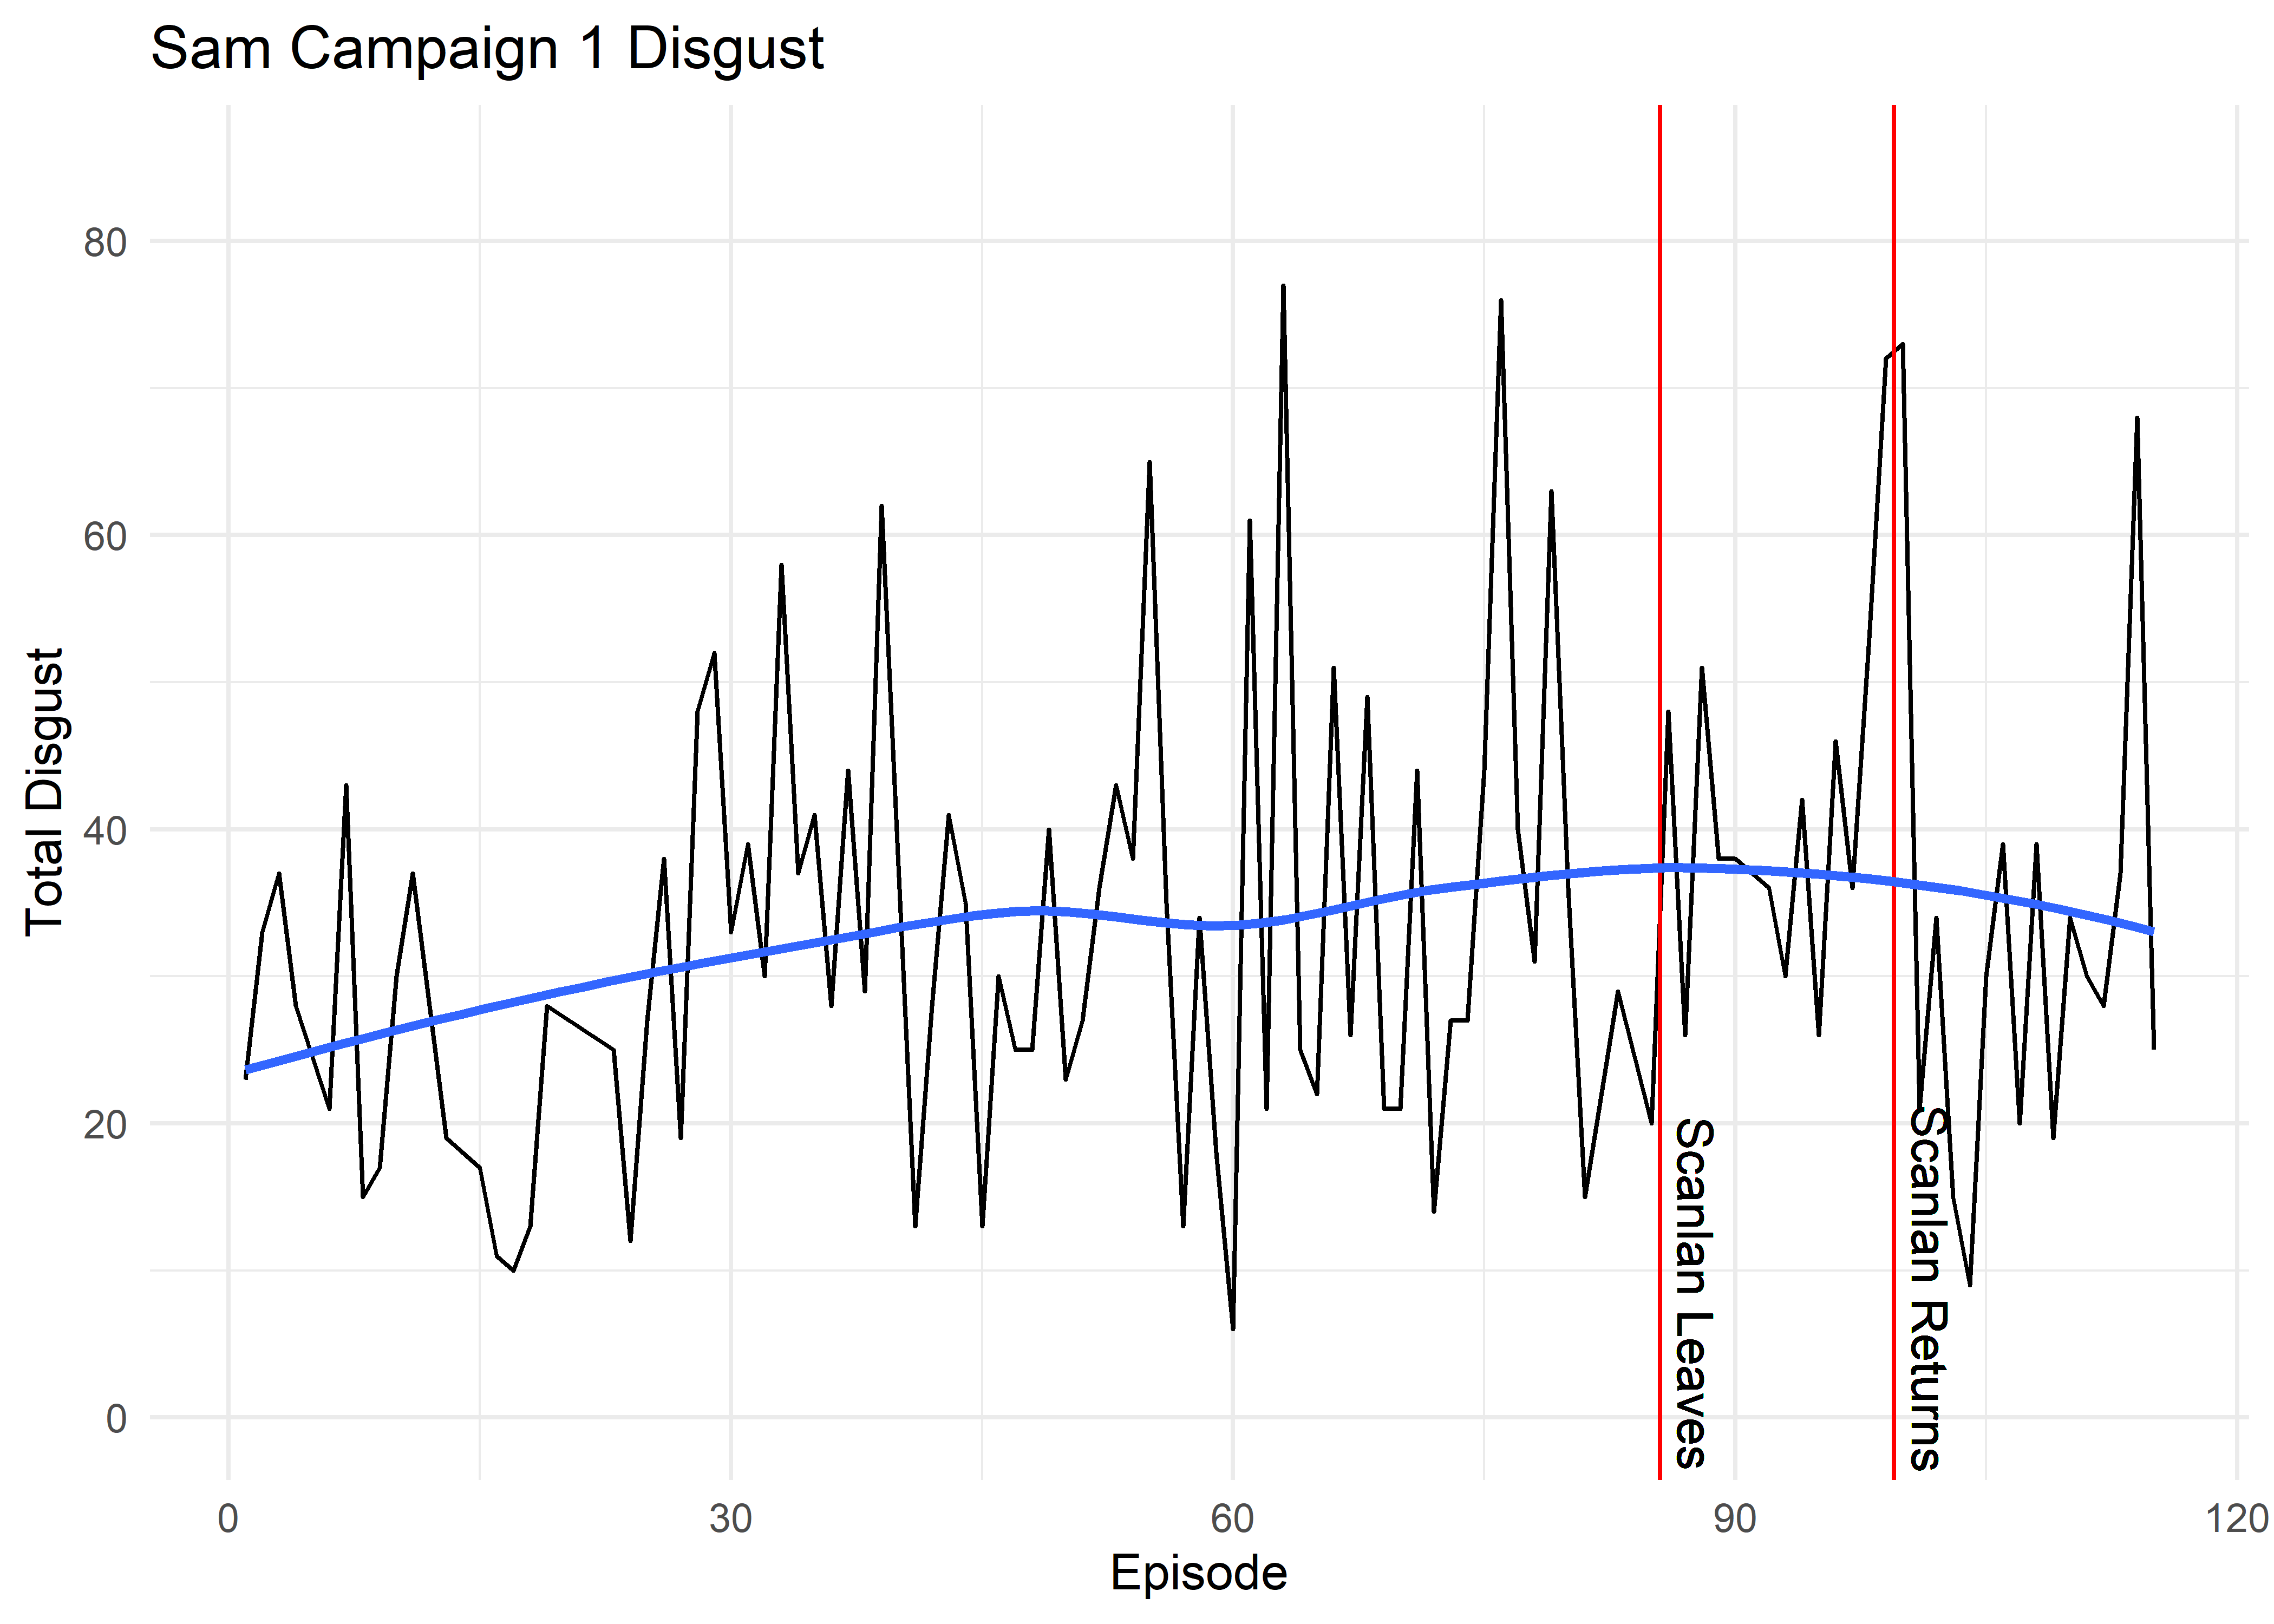 Sam Campaign 1 Disgust
Total Disgust
80
60
40
20
0
Scanlan Leaves
Scanlan Returns
0
30
60
90
120
Episode